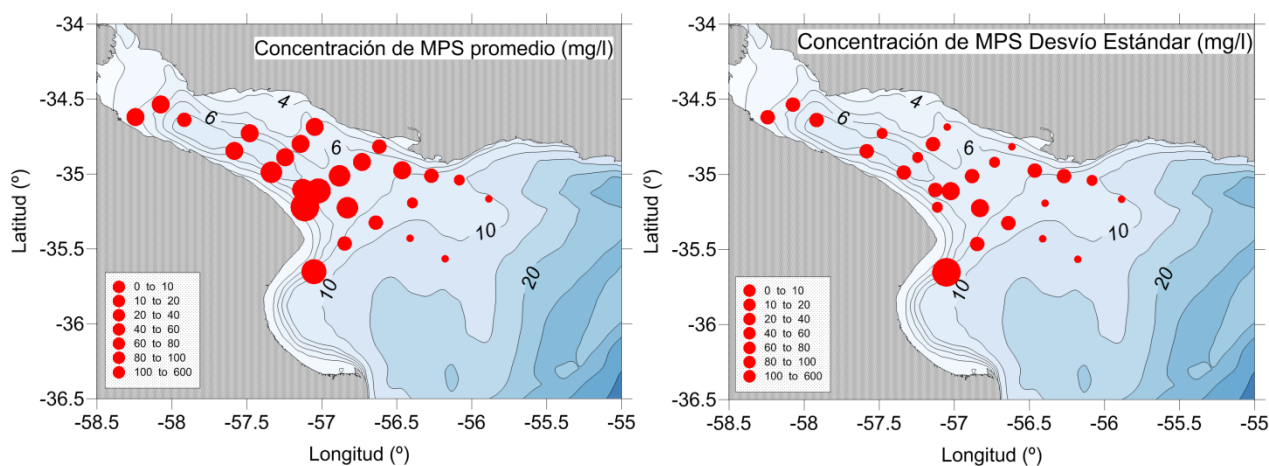 Concentración de MPS promedio (mg/l)
-34
-34.5
-35
-35.5
-36
-36.5
Latitud (º)
4
6
6
10
10
20
0 to 10
10 to 20
20 to 40
40 to 60
60 to 80
80 to 100
100 to 600
-58.5 -58 -57.5 -57 -56.5 -56 -55.5 -55
Longitud (º)
Concentración de MPS Desvío Estándar (mg/l)
-34
-34.5
-35
-35.5
-36
-36.5
Latitud (º)
4
6
6
10
10
20
0 to 10
10 to 20
20 to 40
40 to 60
60 to 80
80 to 100
100 to 600
-58.5 -58 -57.5 -57 -56.5 -56 -55.5 -55
Longitud (º)